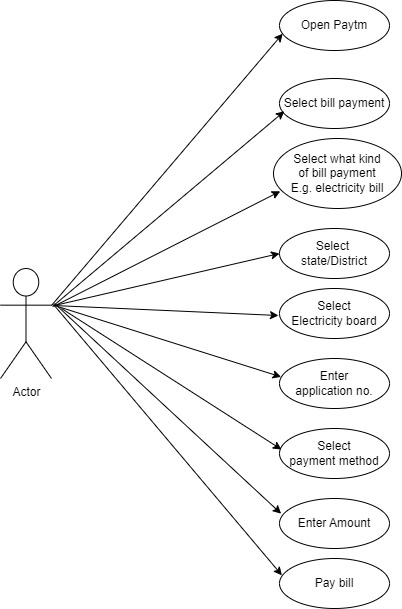 Open Paytm
Select bill payment
Select what kind
of bill payment
E.g. electricity bill
Select
state/District
Select
Electricity board
Actor
Enter
application no.
Select
payment method
Enter Amount
Pay bill